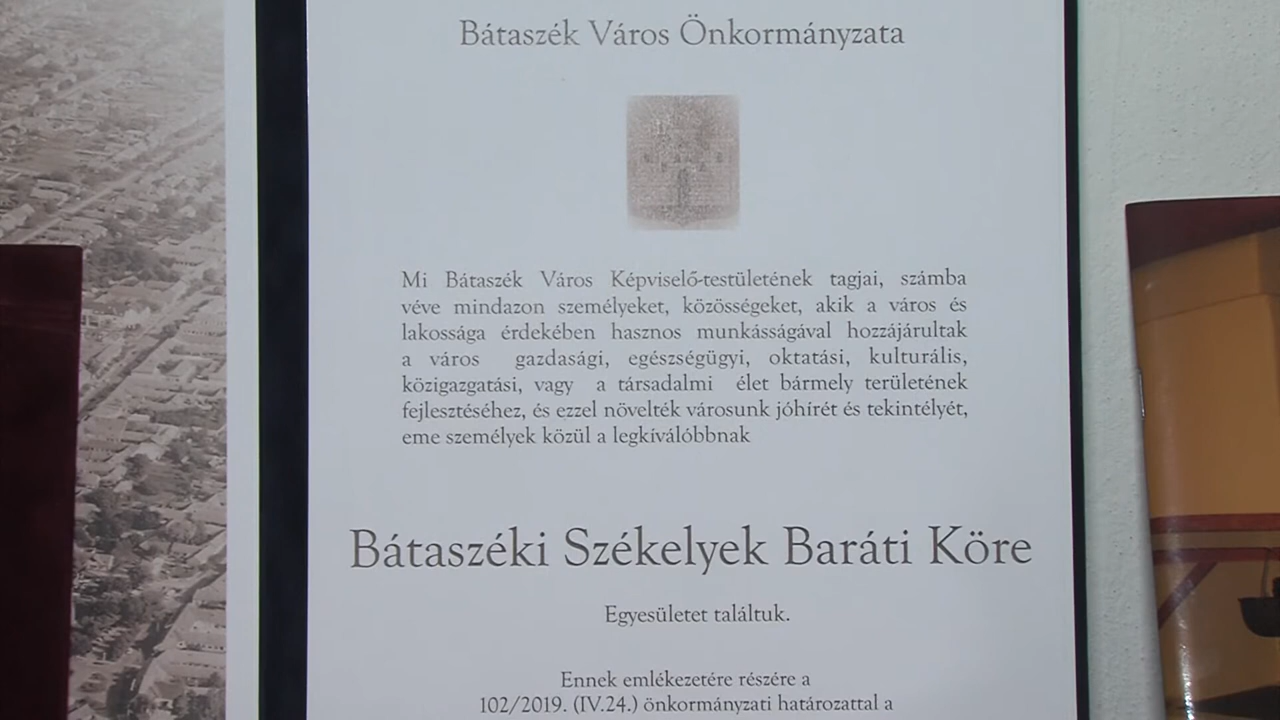 Bátaszék Város Önkormányzata
Mi Bátaszék Város Képviselő-testületének tagjai, számba
véve mindazon személyeket, közösségeket, akik a város és
lakossága érdekében hasznos munkásságával hozzájárultak
a város gazdasági, egészségügyi, oktatási, kulturális,
közigazgatási, vagy a társadalmi élet bármely területének
fejlesztéséhez, és ezzel növelték városunk jóhírét és tekintélyét,
eme személyek közül a legkíválóbbnak
Bátaszéki Székelyek Baráti Köre
Egyesületet találtuk.
Ennek emlékezetére részére a
102/2019. (IV.24.) önkormányzati határozattal a